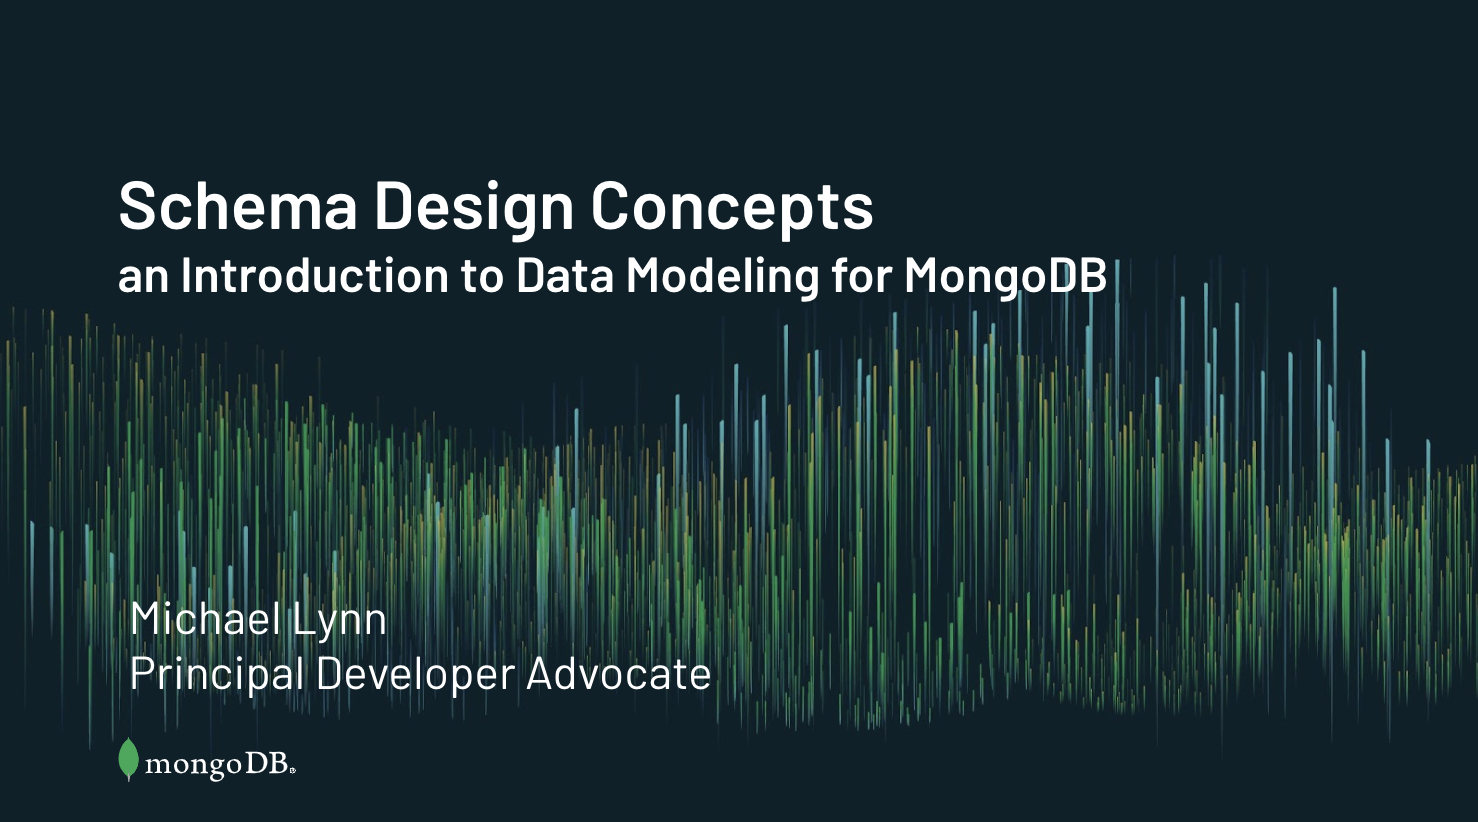 Schema Design Concepts
an Introduction to Data Modeling for MongoDB
Michael Lynn
Principal Developer Advocate
mongoDB®